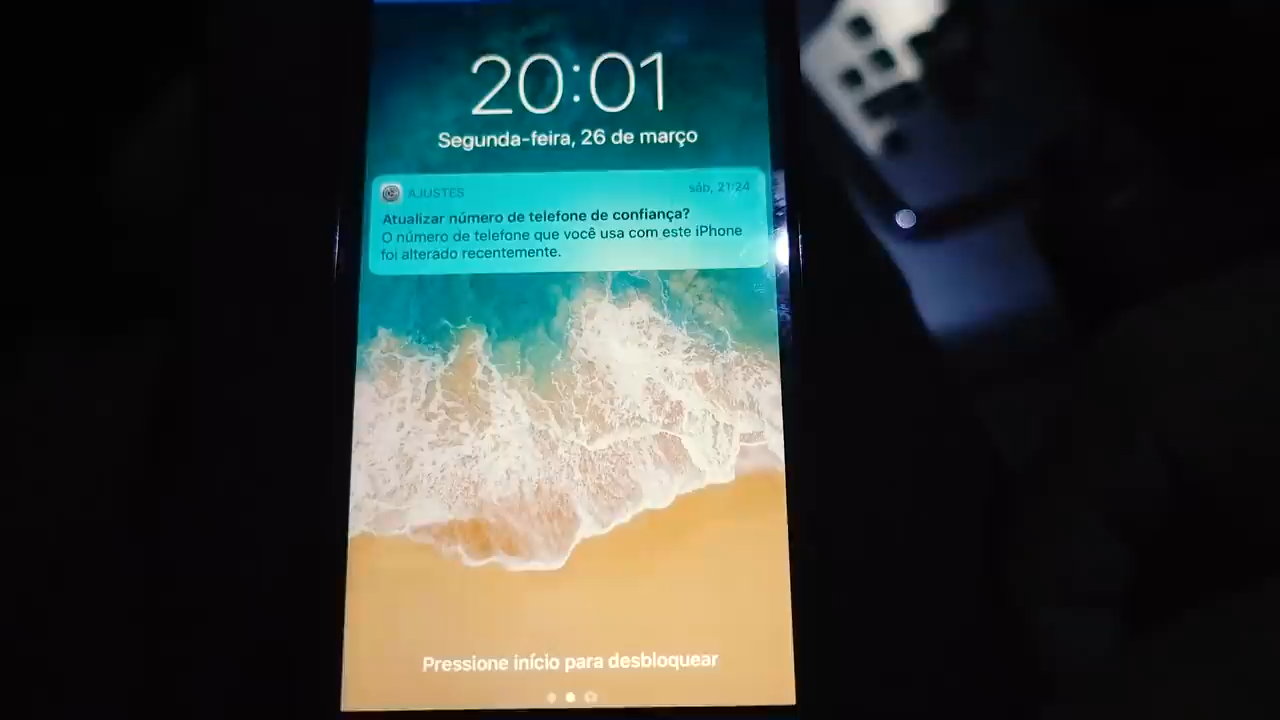 20:01
Segunda-feira, 26 de março
AJUSTES
sáb, 21:24
Atualizar número de telefone de confiança?
O número de telefone que você usa com este iPhone
foi alterado recentemente.
Pressione início para desbloquear